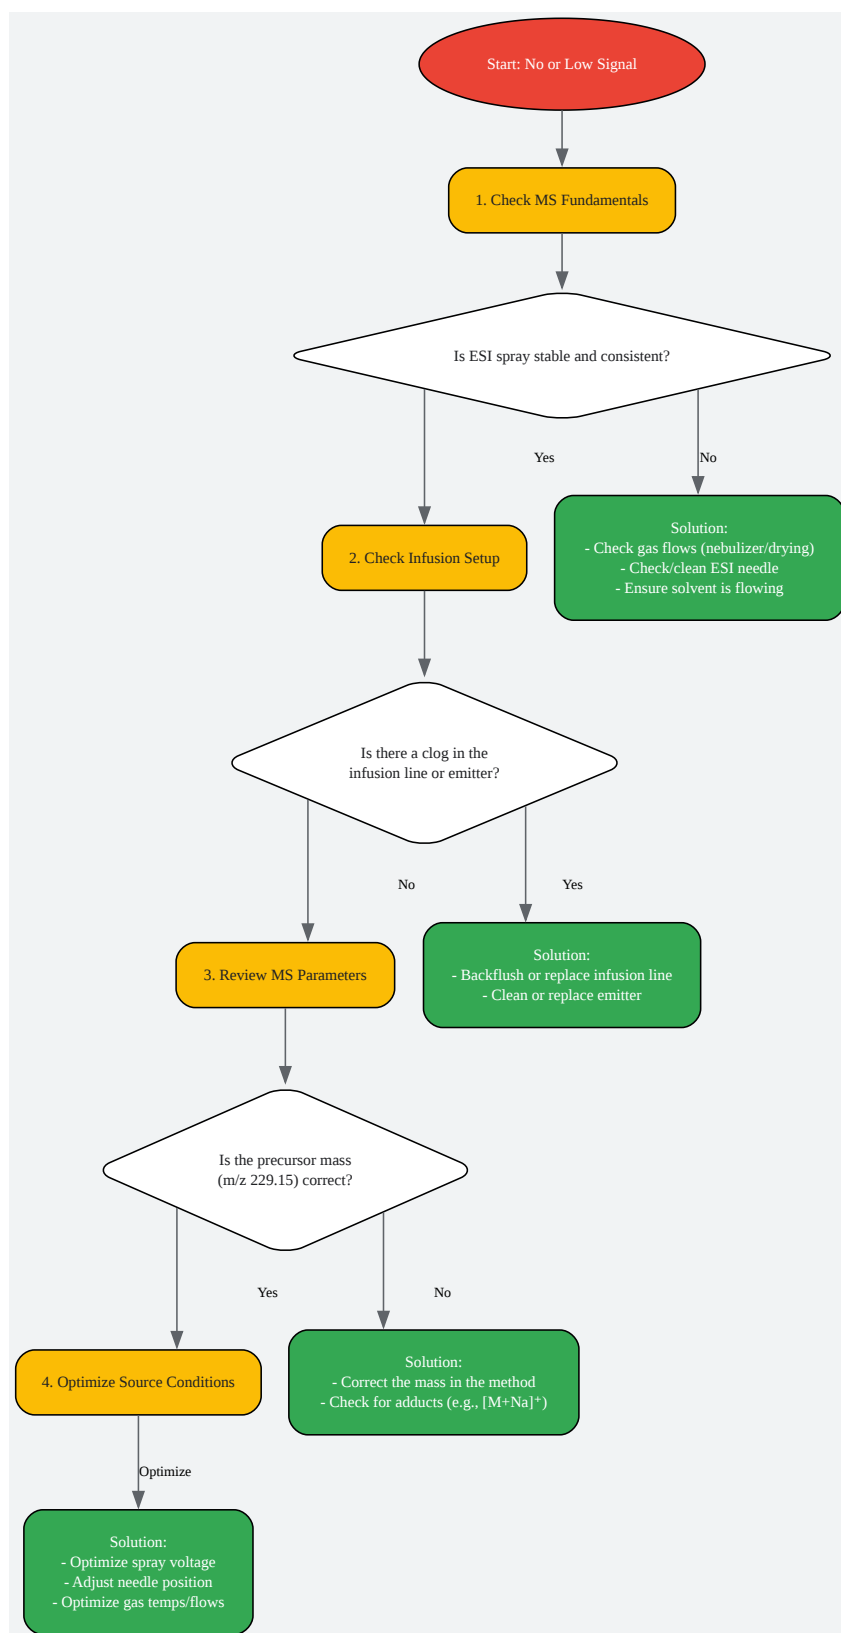 Start: No or Low Signal
1. Check MS Fundamentals
Is ESI spray stable and consistent?
Yes
No
2. Check Infusion Setup
Solution:
- Check gas flows (nebulizer/drying)
- Check/clean ESI needle
- Ensure solvent is flowing
Is there a clog in the
infusion line or emitter?
No
Yes
3. Review MS Parameters
Solution:
- Backflush or replace infusion line
- Clean or replace emitter
Is the precursor mass
(m/z 229.15) correct?
Yes
No
4. Optimize Source Conditions
Solution:
- Correct the mass in the method
- Check for adducts (e.g., [M+Na]⁺)
Optimize
Solution:
- Optimize spray voltage
- Adjust needle position
- Optimize gas temps/flows